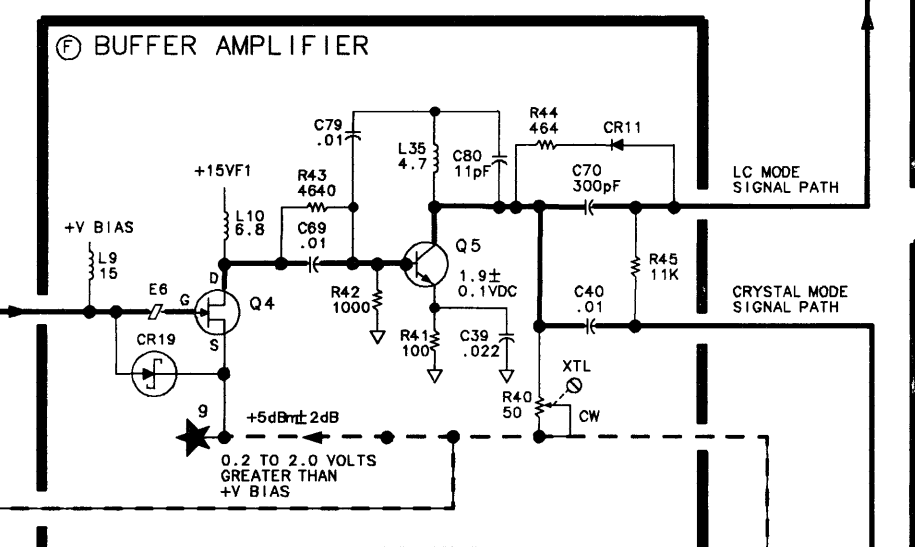 F BUFFER AMPLIFIER
+V BIAS
L9
15
E6
G
D
S
Q4
CR19
+15VF1
L10
6.8
R43
4640
C69
.01
C79
.01
L35
4.7
C80
11pF
R44
464
CR11
C70
300pF
LC MODE
SIGNAL PATH
Q5
1.9±
0.1VDC
R42
1000
R41
100
C39
.022
C40
.01
R45
11K
CRYSTAL MODE
SIGNAL PATH
XTL
R40
50
CW
9
+5dBm±2dB
0.2 TO 2.0 VOLTS
GREATER THAN
+V BIAS